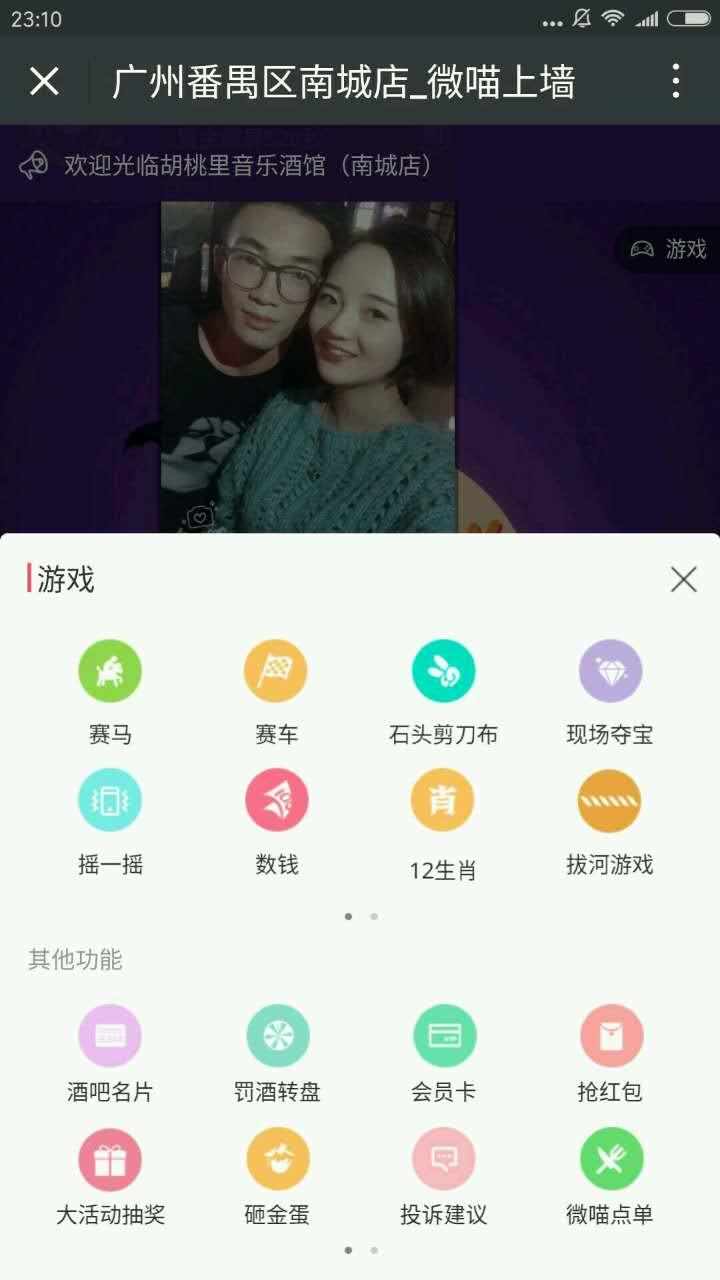 23:10
广州番禺区南城店_微喵上墙
欢迎光临胡桃里音乐酒馆（南城店）
游戏
游戏
赛马 赛车 石头剪刀布 现场夺宝
肖
摇一摇 数钱 12生肖 拔河游戏
其他功能
酒吧名片 罚酒转盘 会员卡 抢红包
大活动抽奖 砸金蛋 投诉建议 微喵点单